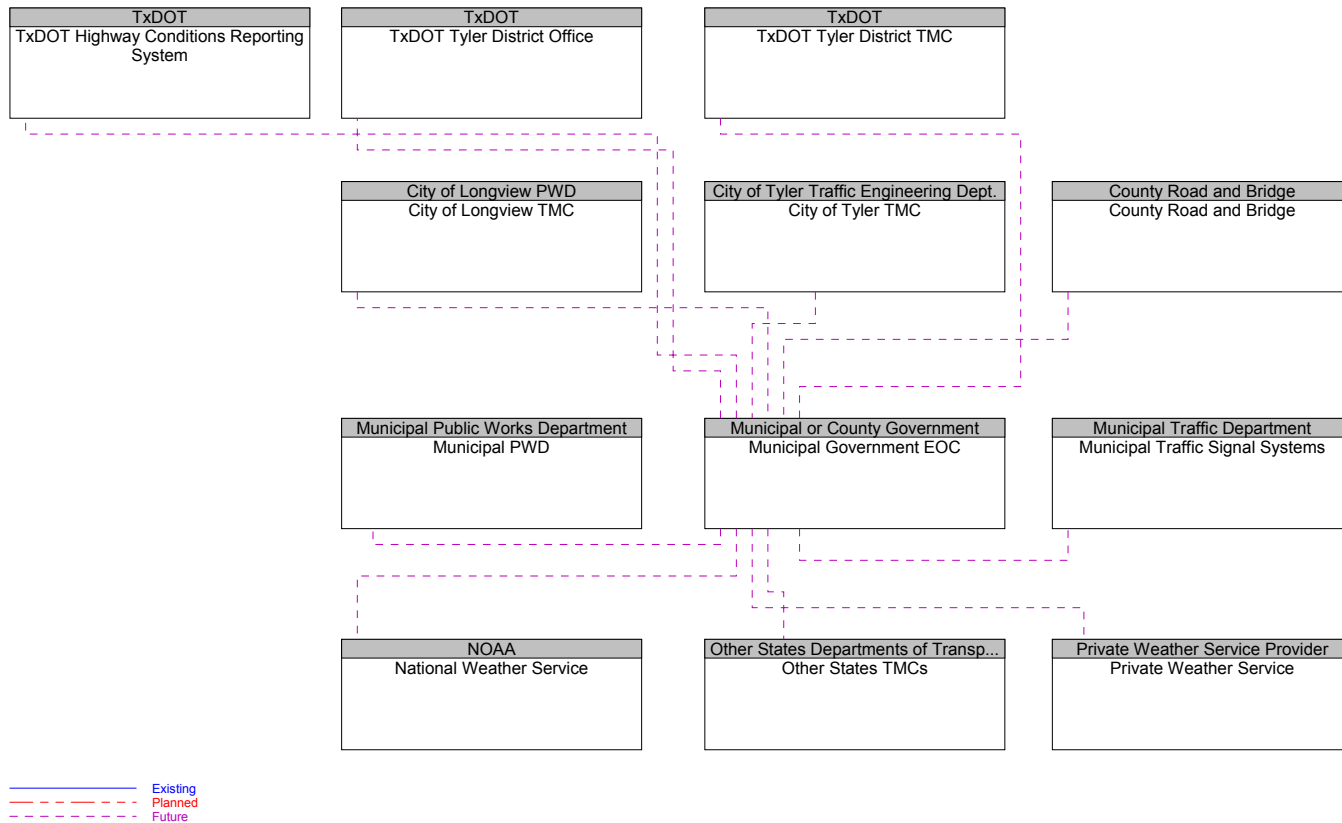 TxDOT
TxDOT Highway Conditions Reporting
System
TxDOT
TxDOT Tyler District Office
TxDOT
TxDOT Tyler District TMC
City of Longview PWD
City of Longview TMC
City of Tyler Traffic Engineering Dept.
City of Tyler TMC
County Road and Bridge
County Road and Bridge
Municipal Public Works Department
Municipal PWD
Municipal or County Government
Municipal Government EOC
Municipal Traffic Department
Municipal Traffic Signal Systems
NOAA
National Weather Service
Other States Departments of Transp...
Other States TMCs
Private Weather Service Provider
Private Weather Service
Existing
Planned
Future